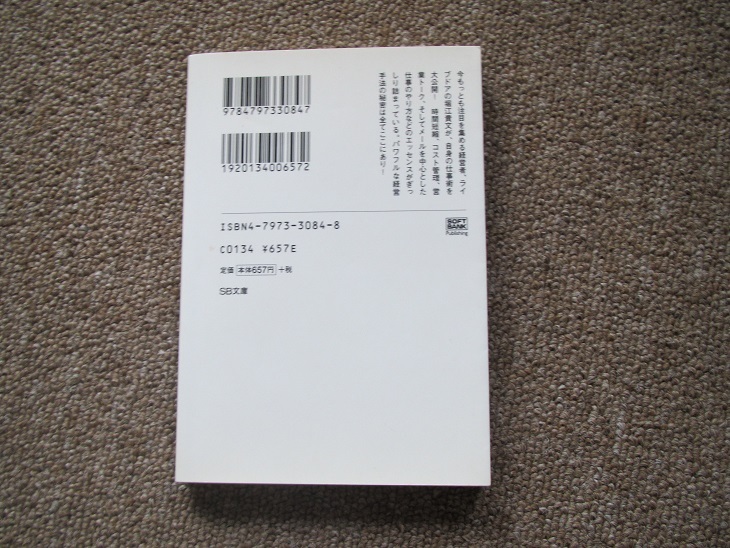 今もっとも注目を集める経営者、ライ
ブドアの堀江貴文が、自身の仕事術を
大公開! 時間短縮、コスト管理、営
業トーク、そしてメールを中心とした
仕事のやり方などのエッセンスがぎっ
しり詰まっている。パワフルな経営
手法の秘密は全てここにあり!
9784797330847
1920134006572
ISBN4-7973-3084-8
C0134 ¥657E
定価 本体657円 +税
SB文庫
SOFT
BANK
Publishing